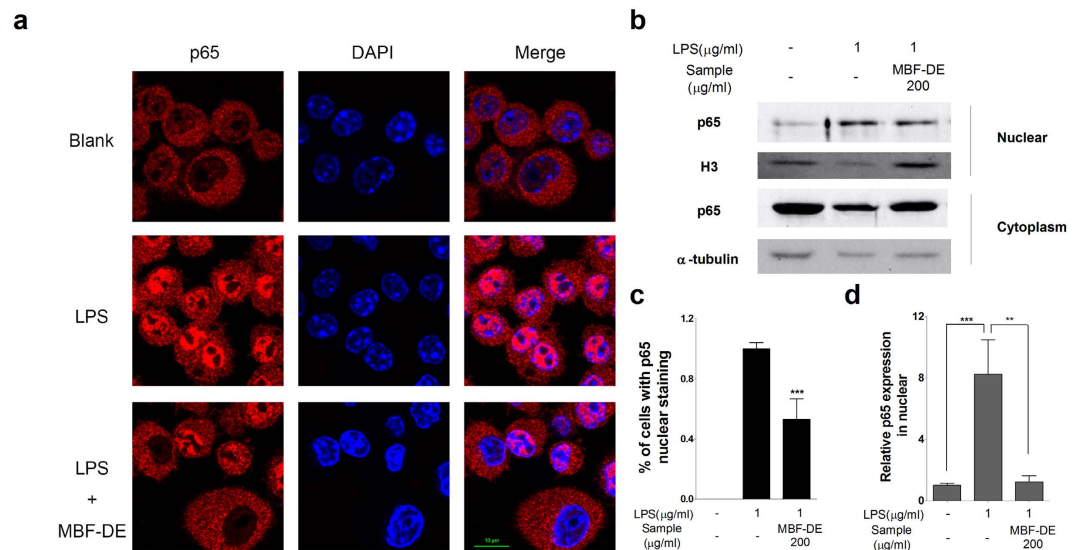 a
p65 DAPI Merge
Blank
LPS
LPS
+
MBF-DE
10 μm
b
LPS(μg/ml) - 1 1
Sample
(μg/ml) - - MBF-DE
200
p65
H3
Nuclear
p65
α-tubulin
Cytoplasm
c
% of cells with p65
nuclear staining
1.2
0.8
0.4
0.0
***
LPS(μg/ml) - 1 1
Sample
(μg/ml) - - MBF-DE
200
d
Relative p65 expression
in nuclear
12
8
4
0
*** **
LPS(μg/ml) - 1 1
Sample
(μg/ml) - - MBF-DE
200